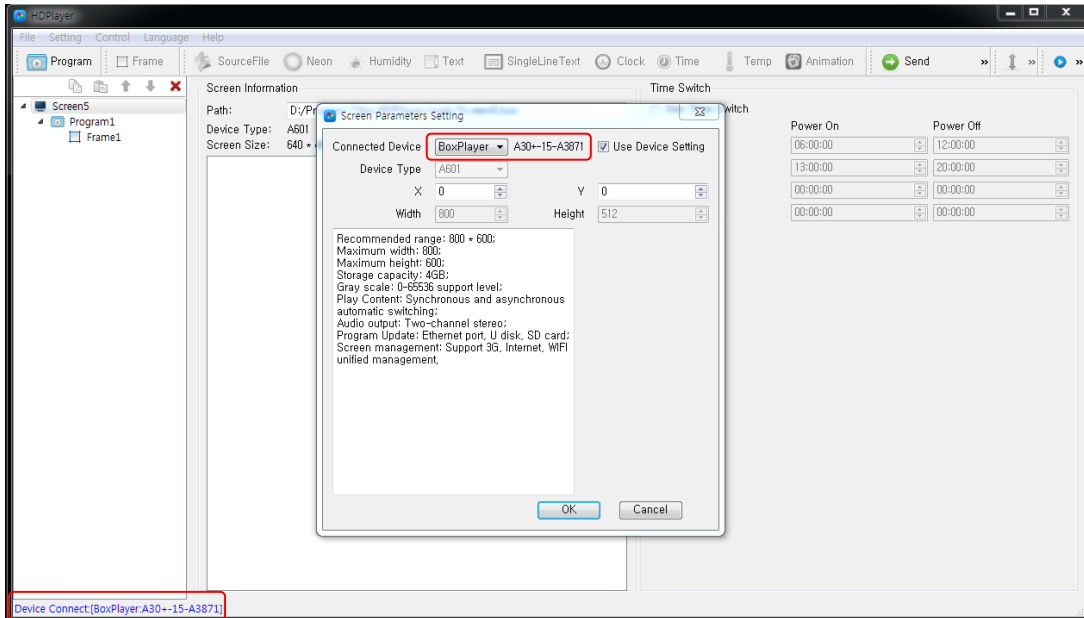 HDPlayer
File Setting Control Language Help
Program Frame SourceFile Neon Humidity Text SingleLineText Clock Time Temp Animation Send » » »
Screen5
Program1
Frame1
Screen Information
Path: D:/Pr
Device Type: A601
Screen Size: 640 *
Time Switch
Switch
Power On Power Off
06:00:00 12:00:00
13:00:00 20:00:00
00:00:00 00:00:00
00:00:00 00:00:00
Screen Parameters Setting
Connected Device BoxPlayer A30+-15-A3871 Use Device Setting
Device Type A601
X 0 Y 0
Width 800 Height 512
Recommended range: 800 * 600;
Maximum width: 800;
Maximum height: 600;
Storage capacity: 4GB;
Gray scale: 0-65536 support level;
Play Content: Synchronous and asynchronous
automatic switching;
Audio output: Two-channel stereo;
Program Update: Ethernet port, U disk, SD card;
Screen management: Support 3G, Internet, WIFI
unified management,
OK Cancel
Device Connect:[BoxPlayer:A30+-15-A3871]